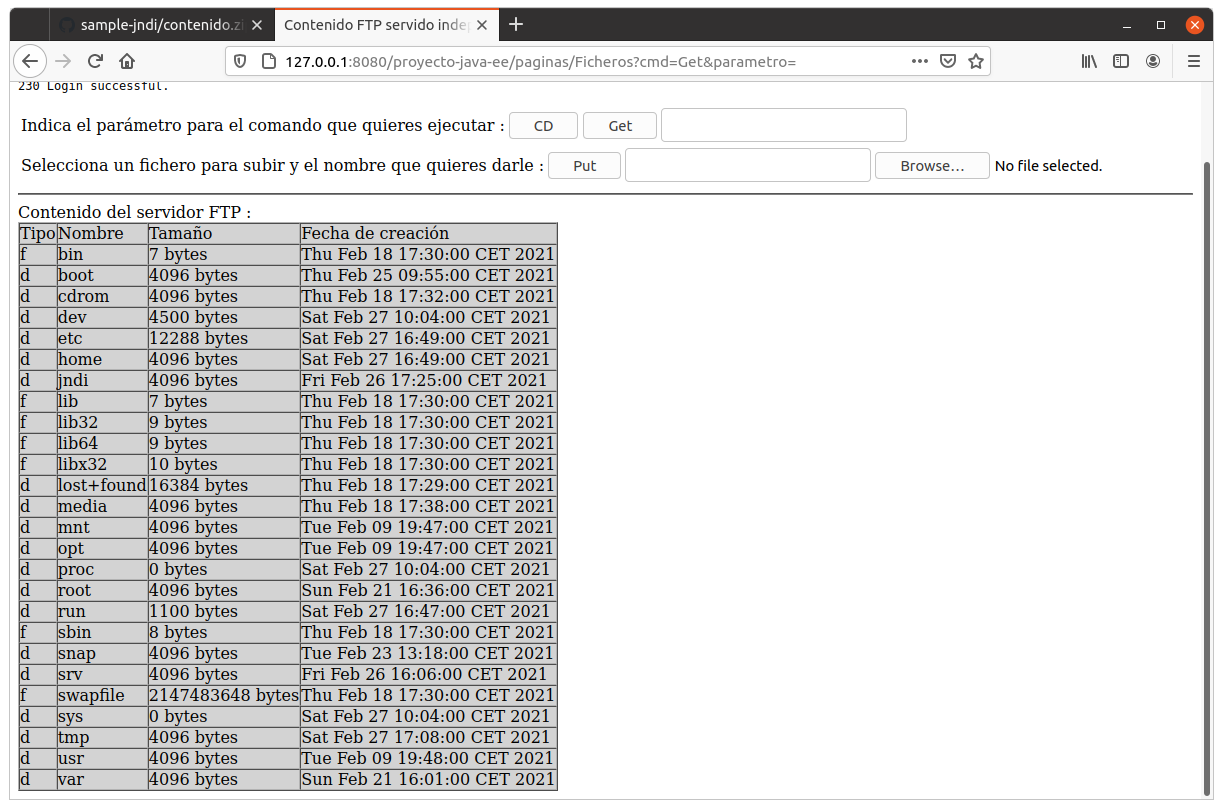 sample-jndi/contenido.zi
Contenido FTP servido inde
127.0.0.1:8080/proyecto-java-ee/paginas/Ficheros?cmd=Get&parametro=
230 Login successful.
Indica el parámetro para el comando que quieres ejecutar : CD Get
Selecciona un fichero para subir y el nombre que quieres darle : Put Browse... No file selected.
Contenido del servidor FTP :
Tipo Nombre Tamaño Fecha de creación
f bin 7 bytes Thu Feb 18 17:30:00 CET 2021
d boot 4096 bytes Thu Feb 25 09:55:00 CET 2021
d cdrom 4096 bytes Thu Feb 18 17:32:00 CET 2021
d dev 4500 bytes Sat Feb 27 10:04:00 CET 2021
d etc 12288 bytes Sat Feb 27 16:49:00 CET 2021
d home 4096 bytes Sat Feb 27 16:49:00 CET 2021
d jndi 4096 bytes Fri Feb 26 17:25:00 CET 2021
f lib 7 bytes Thu Feb 18 17:30:00 CET 2021
f lib32 9 bytes Thu Feb 18 17:30:00 CET 2021
f lib64 9 bytes Thu Feb 18 17:30:00 CET 2021
f libx32 10 bytes Thu Feb 18 17:30:00 CET 2021
d lost+found 16384 bytes Thu Feb 18 17:29:00 CET 2021
d media 4096 bytes Thu Feb 18 17:38:00 CET 2021
d mnt 4096 bytes Tue Feb 09 19:47:00 CET 2021
d opt 4096 bytes Tue Feb 09 19:47:00 CET 2021
d proc 0 bytes Sat Feb 27 10:04:00 CET 2021
d root 4096 bytes Sun Feb 21 16:36:00 CET 2021
d run 1100 bytes Sat Feb 27 16:47:00 CET 2021
f sbin 8 bytes Thu Feb 18 17:30:00 CET 2021
d snap 4096 bytes Tue Feb 23 13:18:00 CET 2021
d srv 4096 bytes Fri Feb 26 16:06:00 CET 2021
f swapfile 2147483648 bytes Thu Feb 18 17:30:00 CET 2021
d sys 0 bytes Sat Feb 27 10:04:00 CET 2021
d tmp 4096 bytes Sat Feb 27 17:08:00 CET 2021
d usr 4096 bytes Tue Feb 09 19:48:00 CET 2021
d var 4096 bytes Sun Feb 21 16:01:00 CET 2021